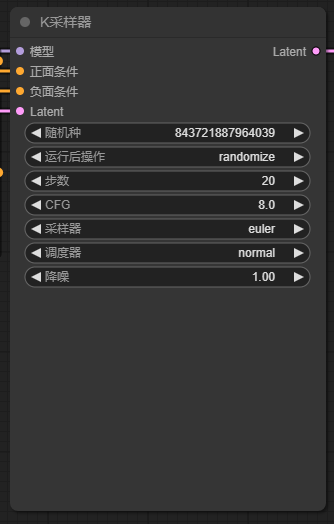 K采样器
模型 Latent
正面条件
负面条件
Latent
随机种 843721887964039
运行后操作 randomize
步数 20
CFG 8.0
采样器 euler
调度器 normal
降噪 1.00